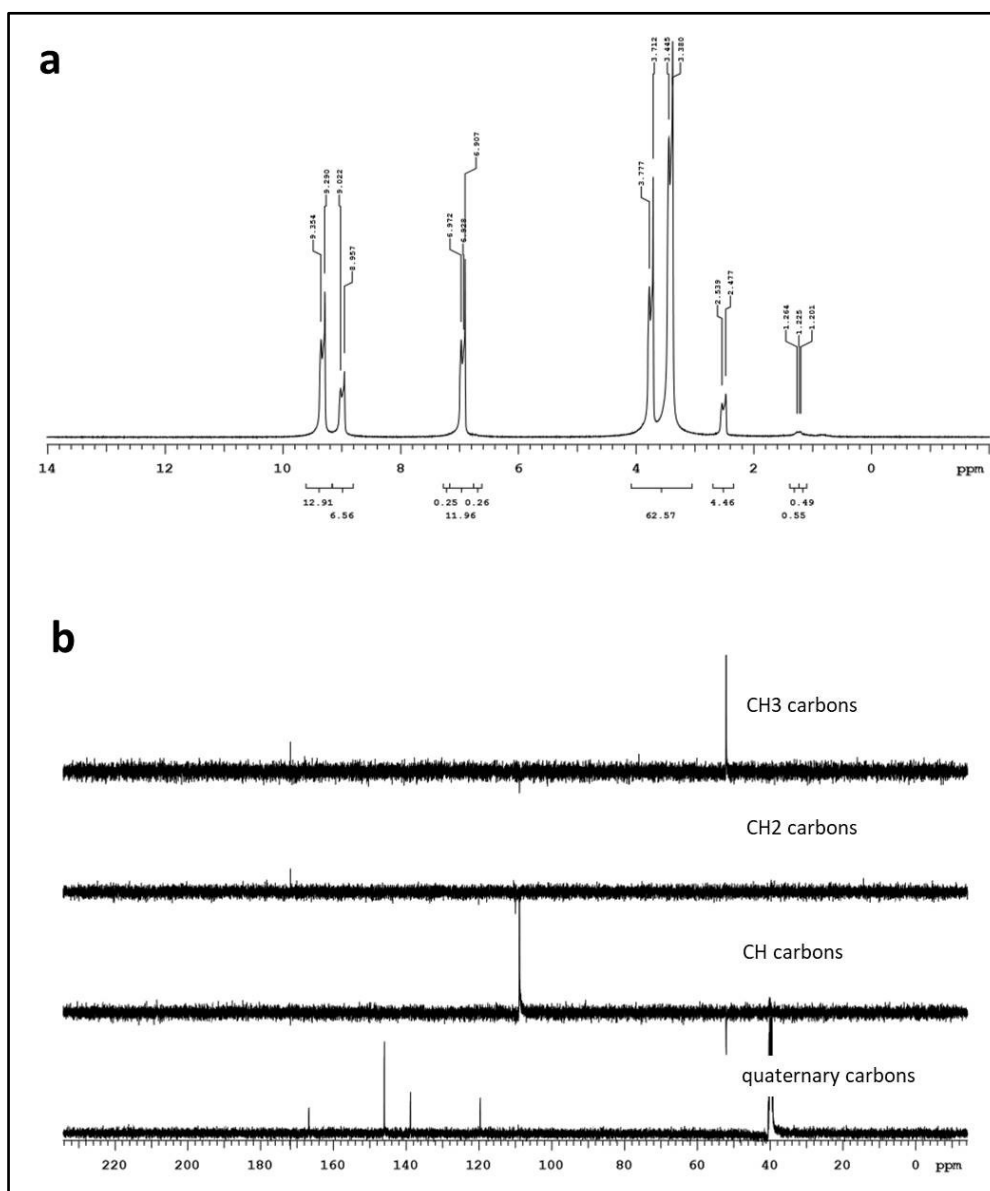 a
9.354
9.290
9.022
8.957
6.972
6.928
6.907
3.777
3.712
3.445
3.380
2.539
2.477
1.264
1.225
1.201
14 12 10 8 6 4 2 0 ppm
12.91 0.25 0.26 62.57 4.46 0.49
6.56 11.96 0.55
b
CH3 carbons
CH2 carbons
CH carbons
quaternary carbons
220 200 180 160 140 120 100 80 60 40 20 0 ppm